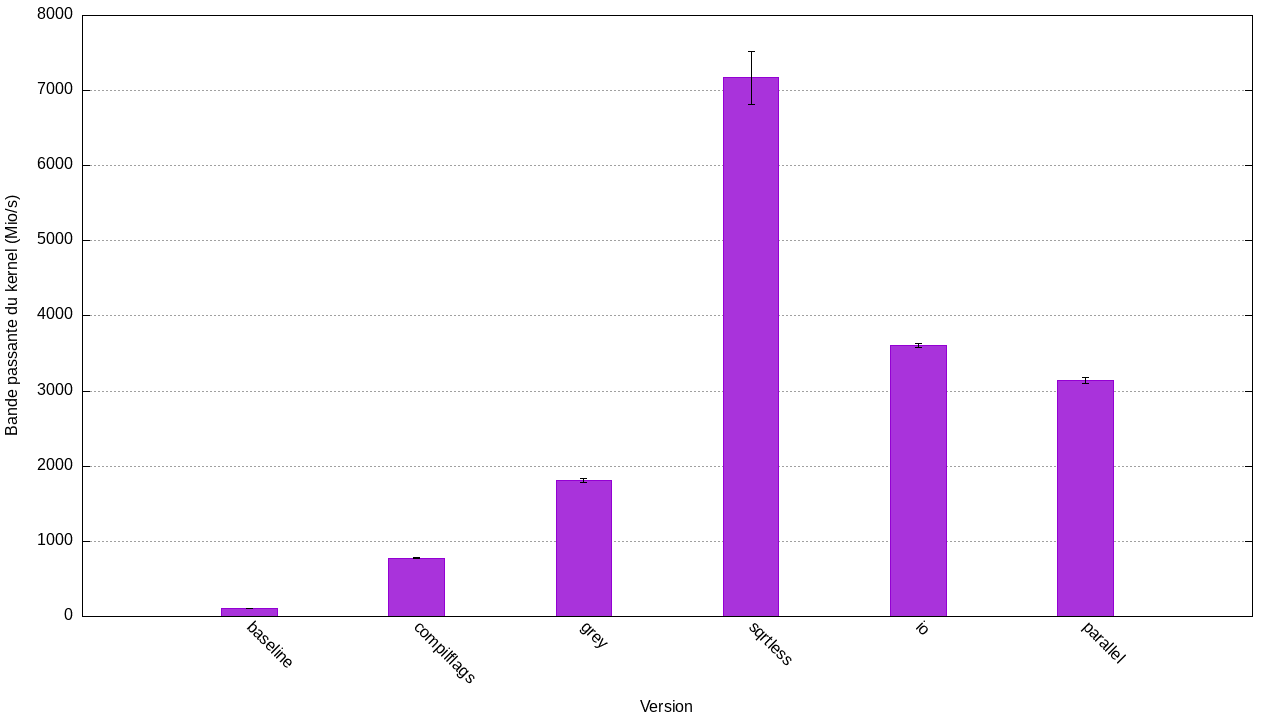 8000
7000
6000
5000
4000
3000
2000
1000
0
Bande passante du kernel (Mio/s)
baseline
compilflags
grey
sqrtless
io
parallel
Version